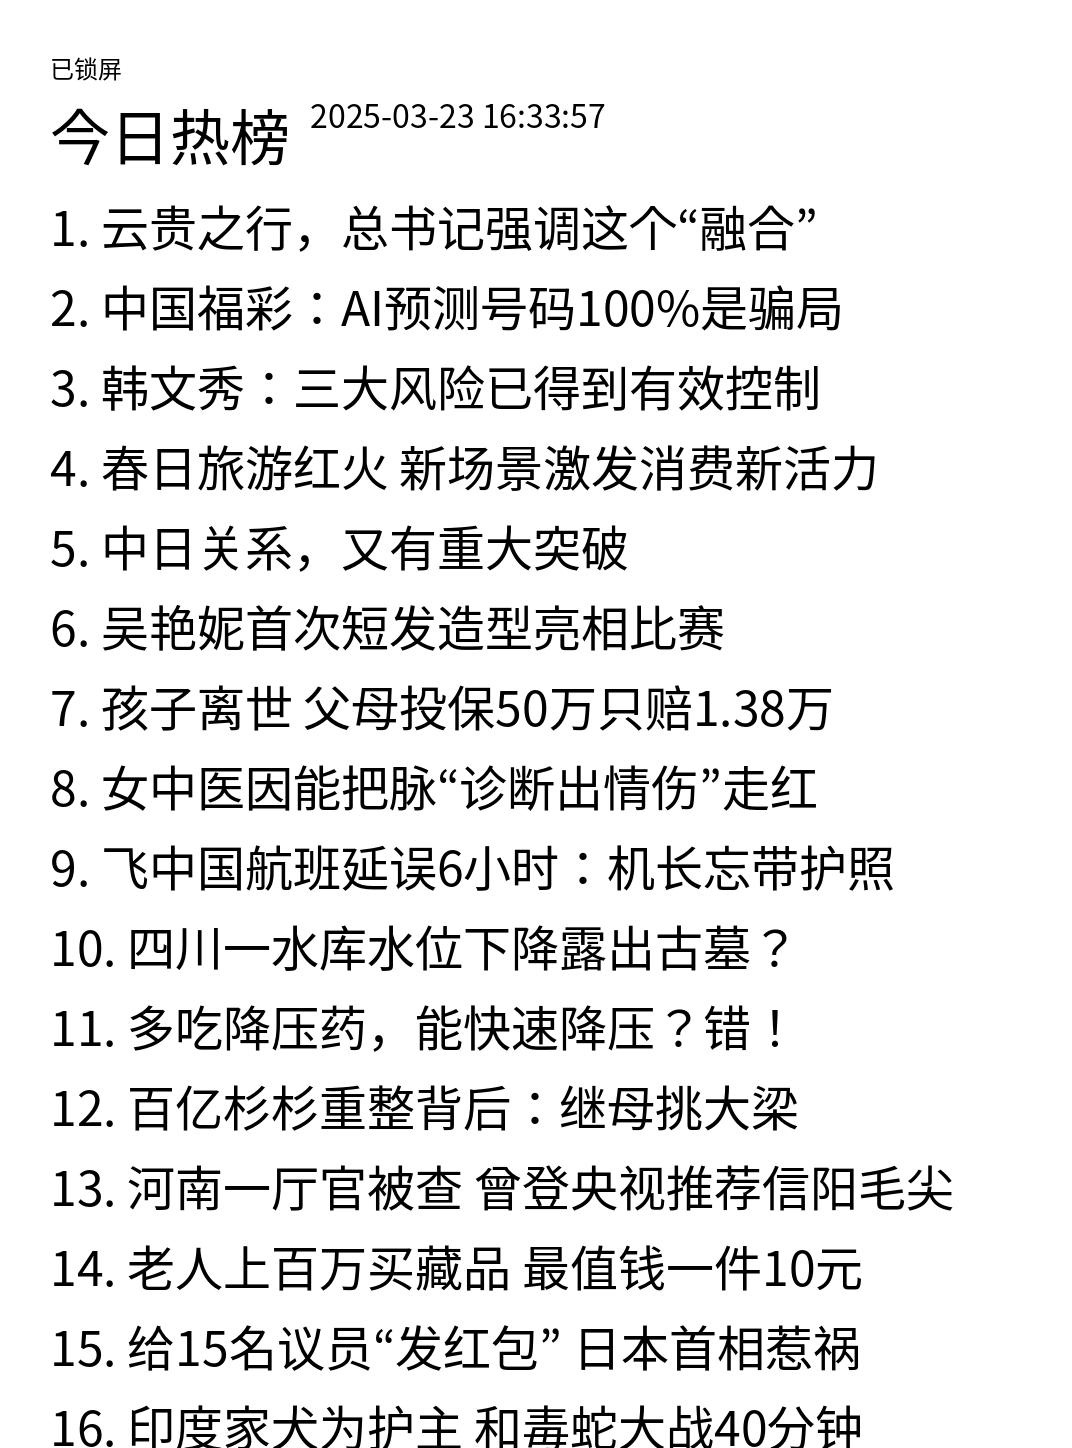 已锁屏
今日热榜 2025-03-23 16:33:57
1. 云贵之行，总书记强调这个“融合”
2. 中国福彩：AI预测号码100%是骗局
3. 韩文秀：三大风险已得到有效控制
4. 春日旅游红火 新场景激发消费新活力
5. 中日关系，又有重大突破
6. 吴艳妮首次短发造型亮相比赛
7. 孩子离世 父母投保50万只赔1.38万
8. 女中医因能把脉“诊断出情伤”走红
9. 飞中国航班延误6小时：机长忘带护照
10. 四川一水库水位下降露出古墓？
11. 多吃降压药，能快速降压？错！
12. 百亿杉杉重整背后：继母挑大梁
13. 河南一厅官被查 曾登央视推荐信阳毛尖
14. 老人上百万买藏品 最值钱一件10元
15. 给15名议员“发红包” 日本首相惹祸
16. 印度家犬为护主 和毒蛇大战40分钟